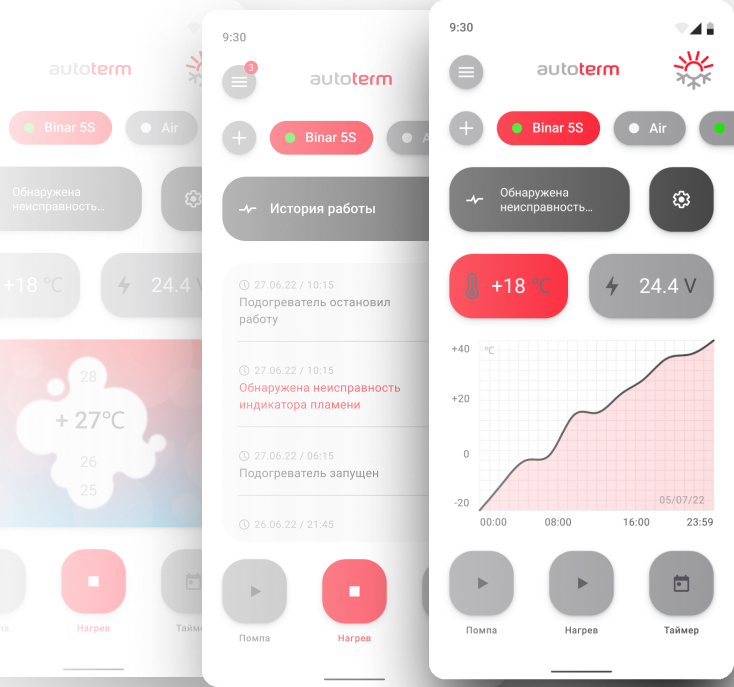 autoterm
Binar 5S
Air
Обнаружена
неисправность...
+18 °C
24.4 V
28
+ 27°C
26
25
Нагрев
9:30
3
autoterm
Binar 5S
История работы
27.06.22 / 10:15
Подогреватель остановил
работу
27.06.22 / 10:15
Обнаружена неисправность
индикатора пламени
27.06.22 / 06:15
Подогреватель запущен
26.06.22 / 21:45
Помпа
Нагрев
9:30
autoterm
Binar 5S
Air
Обнаружена
неисправность...
+18 °C
24.4 V
+40
°C
+20
0
-20
05/07/22
00:00 08:00 16:00 23:59
Помпа
Нагрев
Таймер